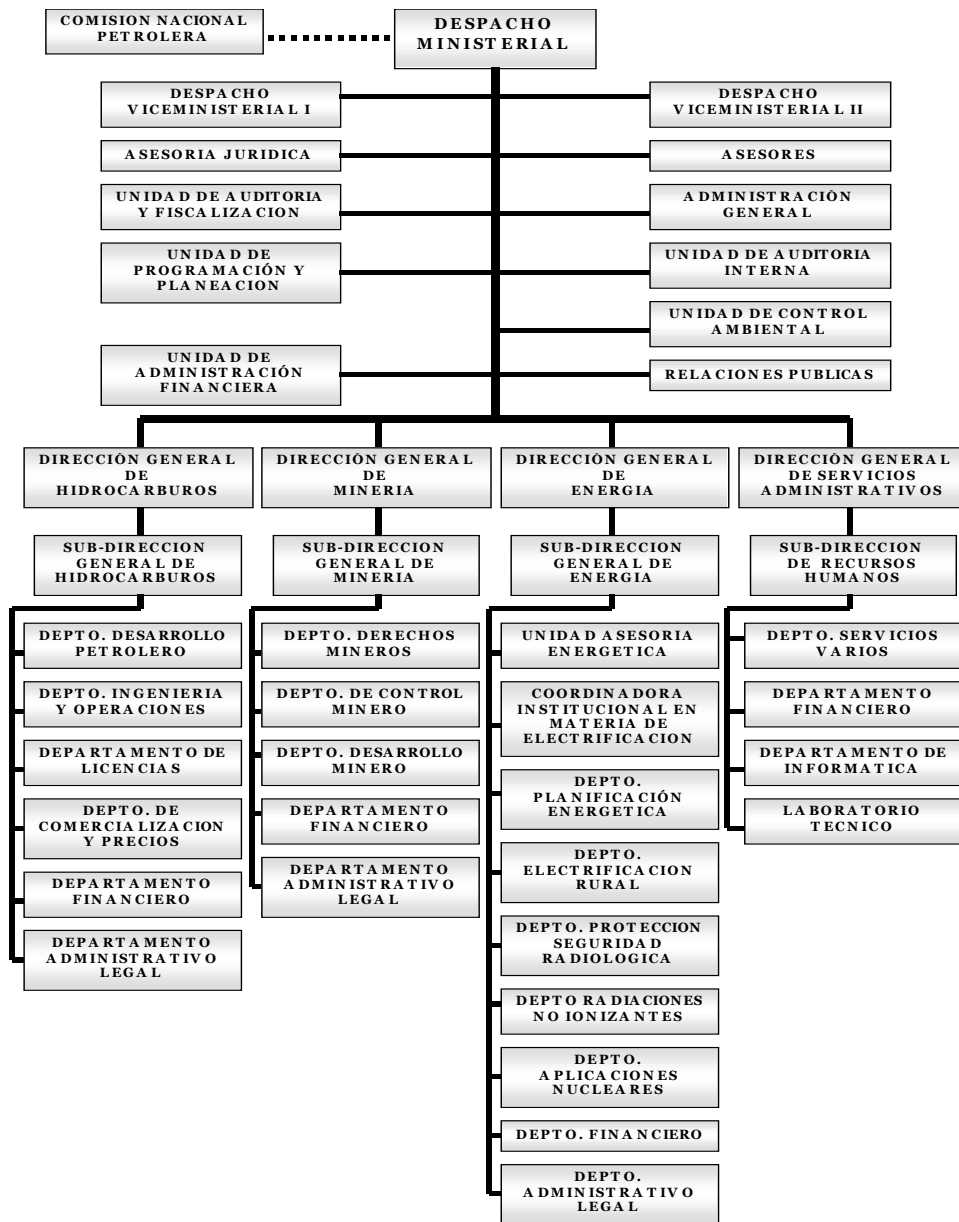 COMISION NACIONAL
PETROLERA
DESPACHO
MINISTERIAL
DESPACHO
VICEMINISTERIAL I
DESPACHO
VICEMINISTERIAL II
ASESORIA JURIDICA
ASESORES
UNIDAD DE AUDITORIA
Y FISCALIZACION
ADMINISTRACIÓN
GENERAL
UNIDAD DE
PROGRAMACIÓN Y
PLANEACION
UNIDAD DE AUDITORIA
INTERNA
UNIDAD DE CONTROL
AMBIENTAL
UNIDAD DE
ADMINISTRACIÓN
FINANCIERA
RELACIONES PUBLICAS
DIRECCIÓN GENERAL
DE
HIDROCARBUROS
DIRECCIÓN GENERAL
DE
MINERIA
DIRECCIÓN GENERAL
DE
ENERGIA
DIRECCIÓN GENERAL
DE SERVICIOS
ADMINISTRATIVOS
SUB-DIRECCION
GENERAL DE
HIDROCARBUROS
SUB-DIRECCION
GENERAL DE
MINERIA
SUB-DIRECCION
GENERAL DE
ENERGIA
SUB-DIRECCION
DE RECURSOS
HUMANOS
DEPTO. DESARROLLO
PETROLERO
DEPTO. INGENIERIA
Y OPERACIONES
DEPARTAMENTO DE
LICENCIAS
DEPTO. DE
COMERCIALIZACION
Y PRECIOS
DEPARTAMENTO
FINANCIERO
DEPARTAMENTO
ADMINISTRATIVO
LEGAL
DEPTO. DERECHOS
MINEROS
DEPTO. DE CONTROL
MINERO
DEPTO. DESARROLLO
MINERO
DEPARTAMENTO
FINANCIERO
DEPARTAMENTO
ADMINISTRATIVO
LEGAL
UNIDAD ASESORIA
ENERGETICA
COORDINADORA
INSTITUCIONAL EN
MATERIA DE
ELECTRIFICACION
DEPTO.
PLANIFICACIÓN
ENERGETICA
DEPTO.
ELECTRIFICACION
RURAL
DEPTO. PROTECCION
SEGURIDAD
RADIOLOGICA
DEPTO RADIACIONES
NO IONIZANTES
DEPTO.
APLICACIONES
NUCLEARES
DEPTO. FINANCIERO
DEPTO.
ADMINISTRATIVO
LEGAL
DEPTO. SERVICIOS
VARIOS
DEPARTAMENTO
FINANCIERO
DEPARTAMENTO DE
INFORMATICA
LABORATORIO
TECNICO